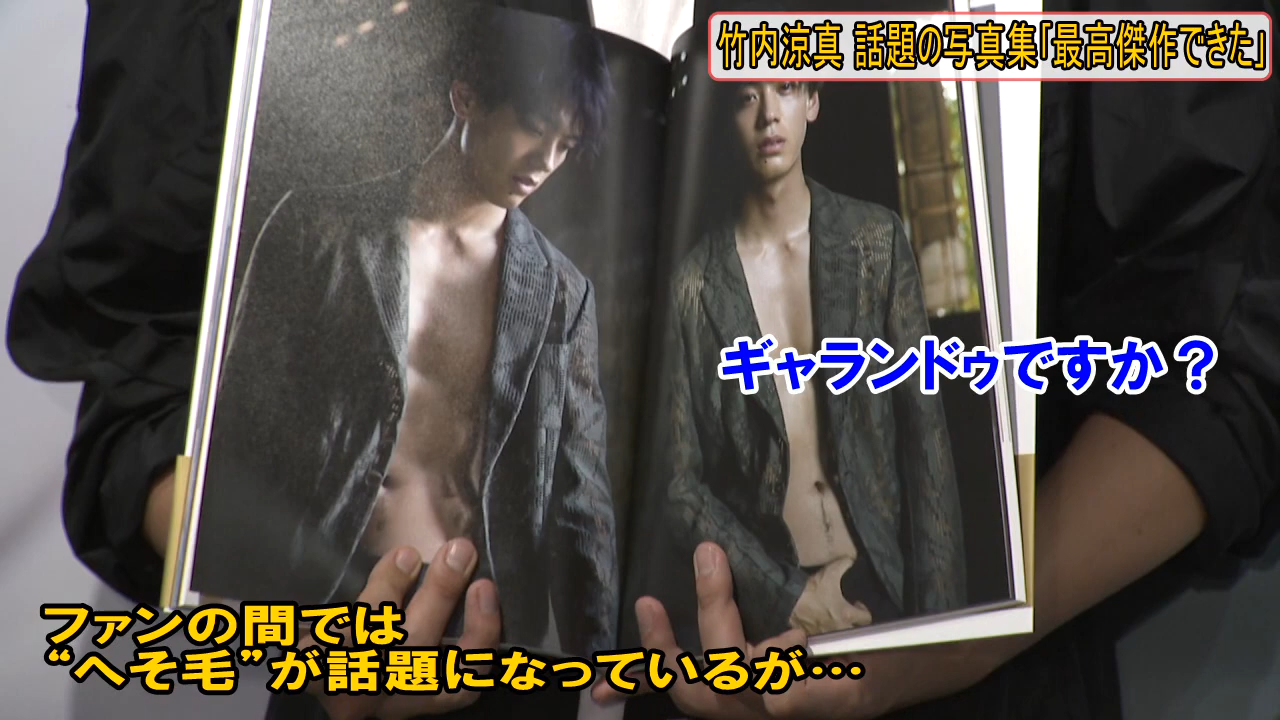 竹内涼真 話題の写真集「最高傑作できた」
ギャランドゥですか？
ファンの間では
“へそ毛”が話題になっているが…